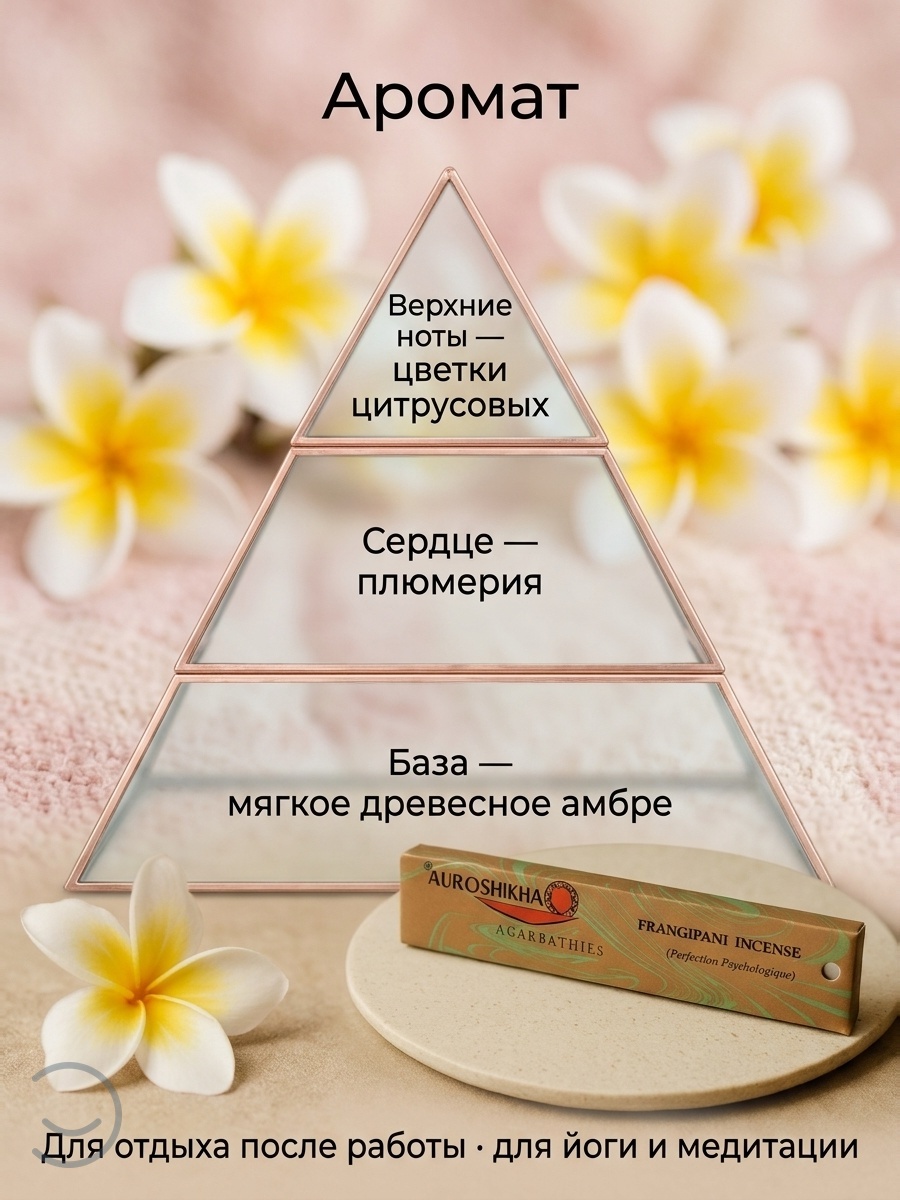 Аромат
Верхние
ноты —
цветки
цитрусовых
Сердце —
плюмерия
База —
мягкое древесное амбре
AUROSHIKHA
AGARBATHIES
FRANGIPANI INCENSE
(Perfection Psychologique)
Для отдыха после работы · для йоги и медитации